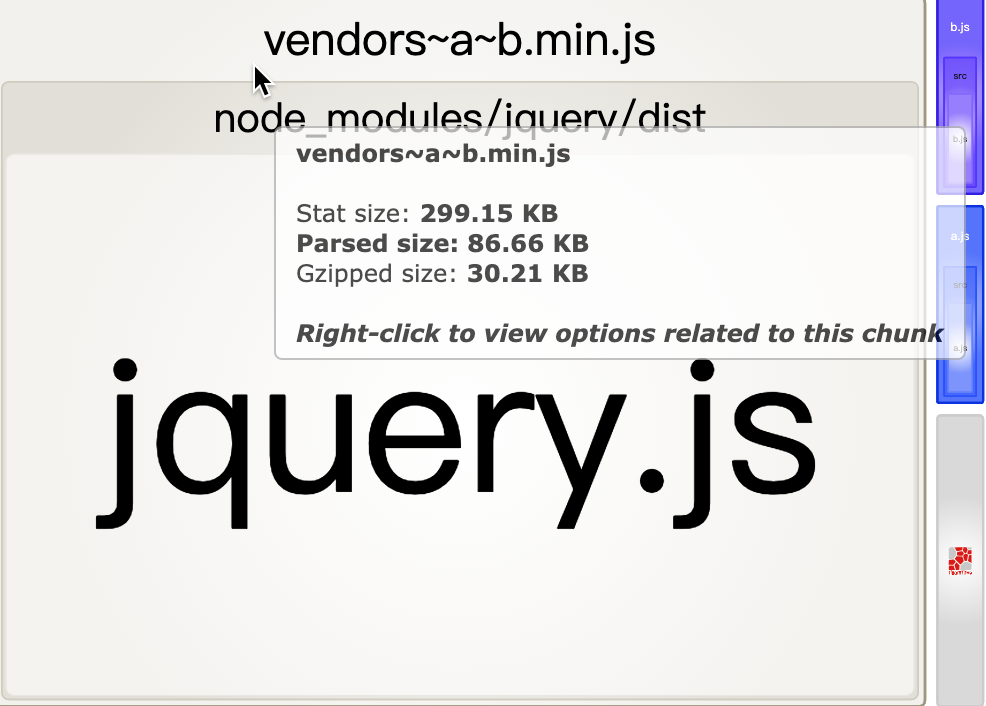 vendors~a~b.min.js
node_modules/jquery/dist
vendors~a~b.min.js
Stat size: 299.15 KB
Parsed size: 86.66 KB
Gzipped size: 30.21 KB
Right-click to view options related to this chunk
jquery.js
b.js
src
b.js
a.js
src
a.js